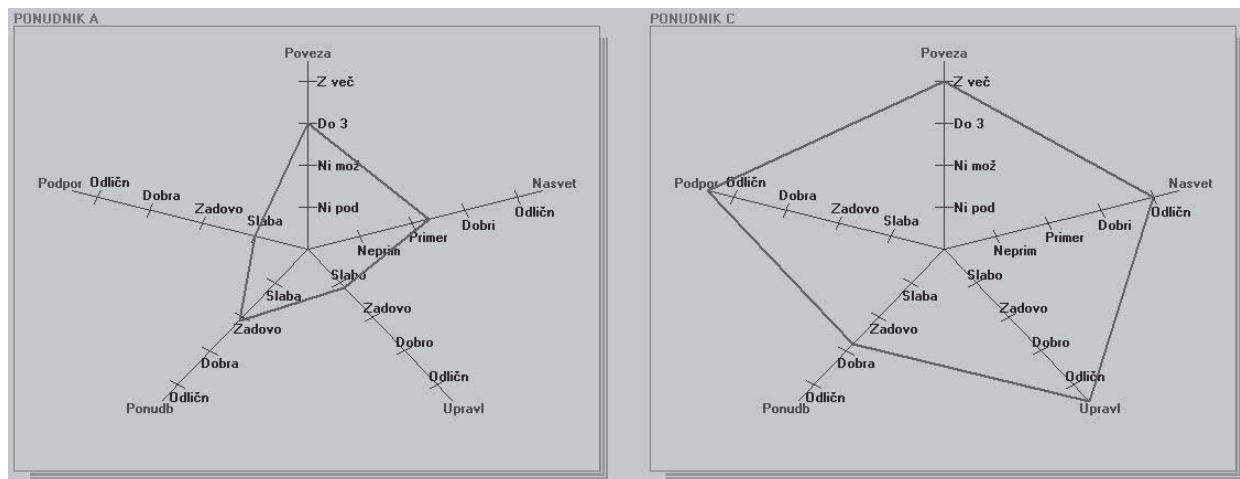 PONUDNIK A
Poveza
Z več
Do 3
Ni mož
Ni pod
Podpor
Odličn
Dobra
Zadovo
Slaba
Nasvet
Odličn
Dobri
Primer
Neprim
Slabo
Zadovo
Dobro
Odličn
Upravl
Slaba
Zadovo
Dobra
Odličn
Ponudb
PONUDNIK C
Poveza
Z več
Do 3
Ni mož
Ni pod
Podpor
Odličn
Dobra
Zadovo
Slaba
Nasvet
Odličn
Dobri
Primer
Neprim
Slabo
Zadovo
Dobro
Odličn
Upravl
Slaba
Zadovo
Dobra
Odličn
Ponudb